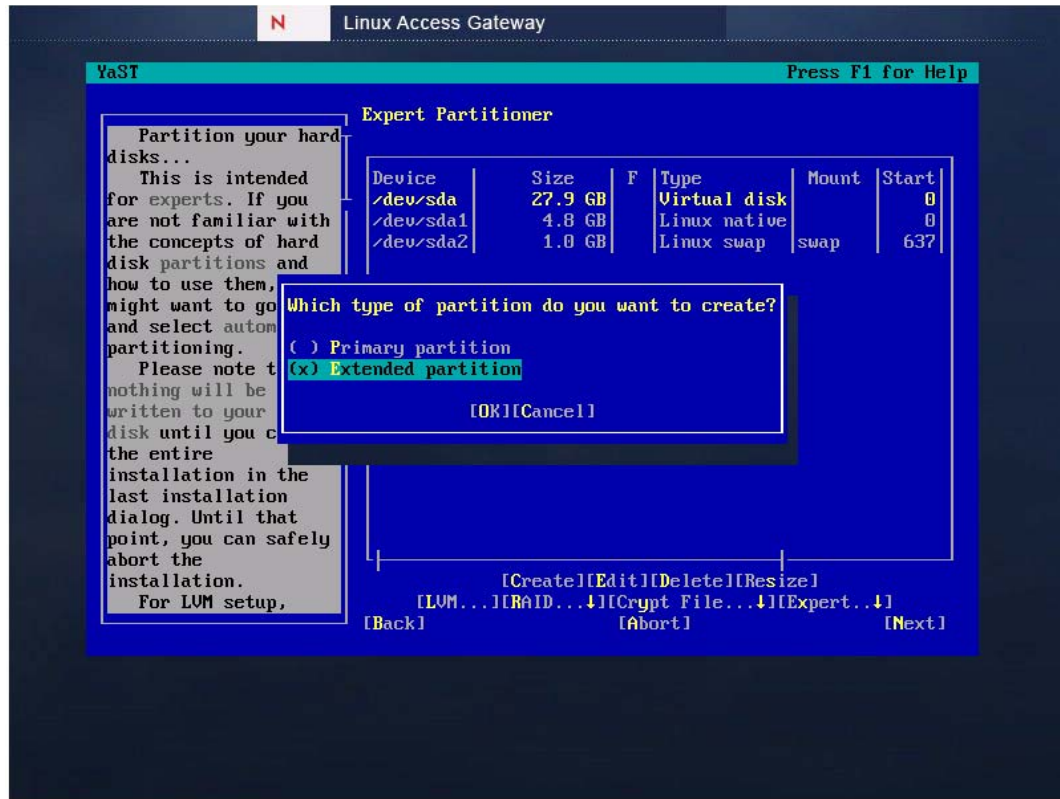 N Linux Access Gateway
YaST Press F1 for Help
Expert Partitioner
Partition your hard
disks...
This is intended
for experts. If you
are not familiar with
the concepts of hard
disk partitions and
how to use them,
might want to go
and select autom
partitioning.
Please note t
nothing will be
written to your
disk until you c
the entire
installation in the
last installation
dialog. Until that
point, you can safely
abort the
installation.
For LVM setup,
Device Size F Type Mount Start
/dev/sda 27.9 GB Virtual disk 0
/dev/sda1 4.8 GB Linux native 0
/dev/sda2 1.0 GB Linux swap swap 637
Which type of partition do you want to create?
( ) Primary partition
(x) Extended partition
[OK][Cancel]
[Create][Edit][Delete][Resize]
[LVM...][RAID...↓][Crypt File...↓][Expert..↓]
[Back] [Abort] [Next]